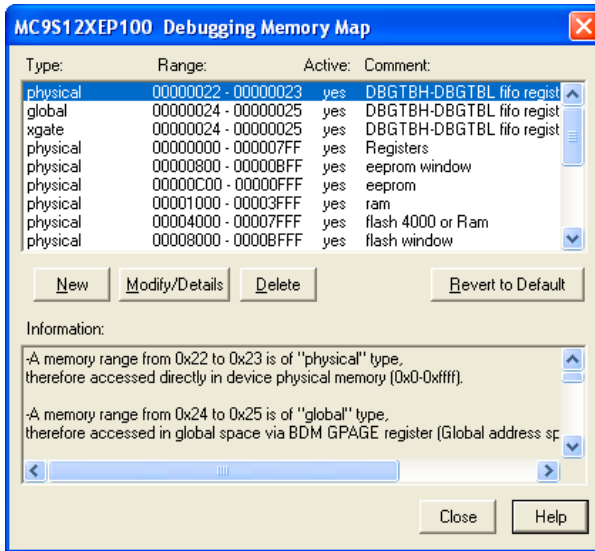 MC9S12XEP100 Debugging Memory Map
Type: Range: Active: Comment:
physical 00000022 - 00000023 yes DBGTBH-DBGTBL fifo regist
global 00000024 - 00000025 yes DBGTBH-DBGTBL fifo regist
xgate 00000024 - 00000025 yes DBGTBH-DBGTBL fifo regist
physical 00000000 - 000007FF yes Registers
physical 00000800 - 00000BFF yes eeprom window
physical 00000C00 - 00000FFF yes eeprom
physical 00001000 - 00003FFF yes ram
physical 00004000 - 00007FFF yes flash 4000 or Ram
physical 00008000 - 0000BFFF yes flash window
New Modify/Details Delete Revert to Default
Information:
-A memory range from 0x22 to 0x23 is of "physical" type,
therefore accessed directly in device physical memory (0x0-0xffff).
-A memory range from 0x24 to 0x25 is of "global" type,
therefore accessed in global space via BDM GPAGE register (Global address sp
Close Help